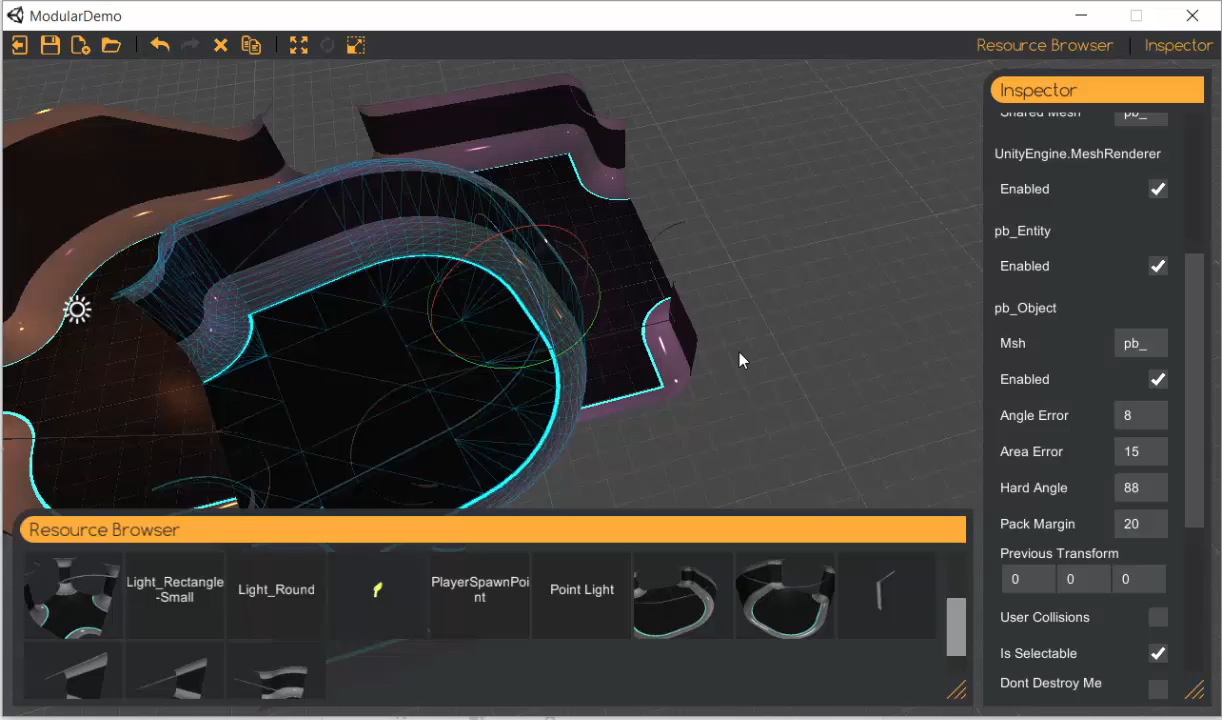 ModularDemo
Resource Browser
Inspector
Inspector
Shared Mesh pb_
UnityEngine.MeshRenderer
Enabled
pb_Entity
Enabled
pb_Object
Msh pb_
Enabled
Angle Error 8
Area Error 15
Hard Angle 88
Pack Margin 20
Previous Transform
0 0 0
User Collisions
Is Selectable
Dont Destroy Me
Resource Browser
Light_Rectangle
-Small
Light_Round
PlayerSpawnPoi
nt
Point Light